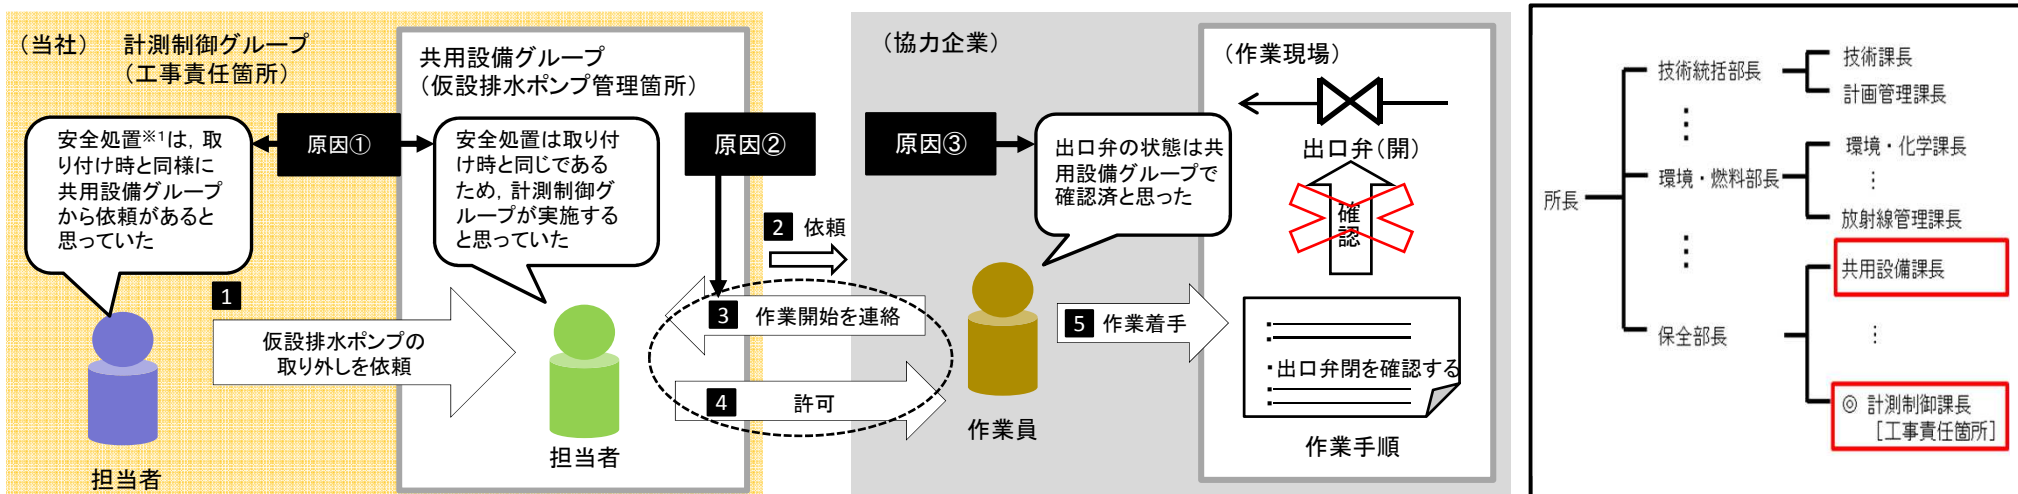 （当社）　計測制御グループ
（工事責任箇所）
安全処置※1は，取
り付け時と同様に
共用設備グループ
から依頼があると
思っていた
原因①
1
仮設排水ポンプの
取り外しを依頼
担当者
共用設備グループ
（仮設排水ポンプ管理箇所）
安全処置は取り付
け時と同じである
ため，計測制御グ
ループが実施する
と思っていた
担当者
原因②
2 依頼
3 作業開始を連絡
4 許可
（協力企業）
原因③
出口弁の状態は共
用設備グループで
確認済と思った
作業員
5 作業着手
（作業現場）
出口弁（開）
確
認
・出口弁閉を確認する
作業手順
所長
技術統括部長
技術課長
計画管理課長
⋮
環境・燃料部長
環境・化学課長
⋮
放射線管理課長
⋮
保全部長
共用設備課長
⋮
◎ 計測制御課長
［工事責任箇所］